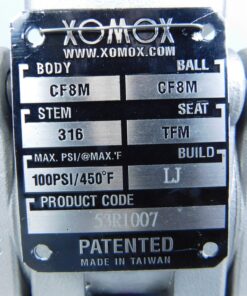 XOMOX
WWW.XOMOX.COM
BODY BALL
CF8M CF8M
STEM SEAT
316 TFM
MAX. PSI/@MAX.°F BUILD
100PSI/450°F LJ
PRODUCT CODE
53R1007
PATENTED
MADE IN TAIWAN